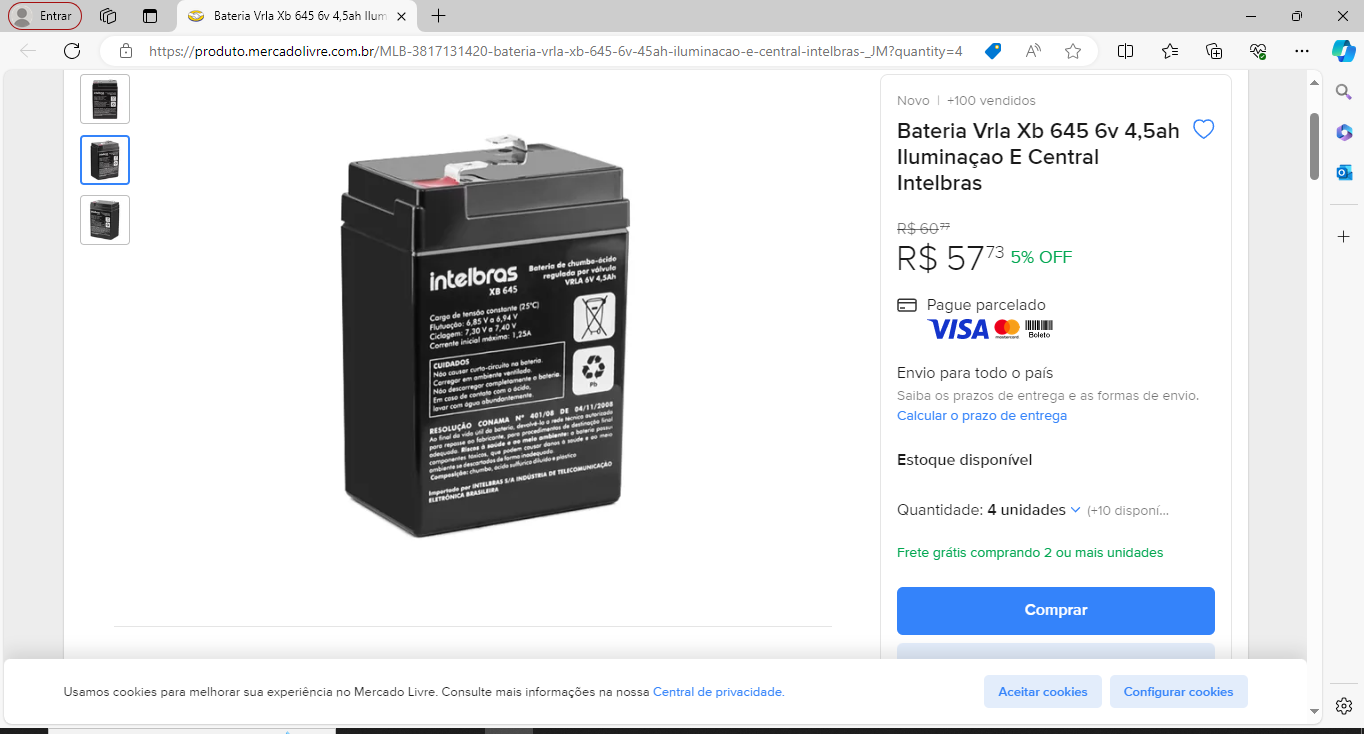 Entrar
Bateria Vrla Xb 645 6v 4,5ah Ilum
https://produto.mercadolivre.com.br/MLB-3817131420-bateria-vrla-xb-645-6v-45ah-iluminacao-e-central-intelbras-_JM?quantity=4
Novo | +100 vendidos
Bateria Vrla Xb 645 6v 4,5ah
Iluminaçao E Central
Intelbras
R$ 60 77
R$ 57 73 5% OFF
Pague parcelado
VISA mastercard Boleto
Envio para todo o país
Saiba os prazos de entrega e as formas de envio.
Calcular o prazo de entrega
Estoque disponível
Quantidade: 4 unidades (+10 disponí...
Frete grátis comprando 2 ou mais unidades
Comprar
intelbras
XB 645
Bateria de chumbo-ácido
regulada por válvula
VRLA 6V 4,5Ah
Carga de tensão constante (25°C)
Flutuação: 6,85 V a 6,94 V
Ciclagem: 7,30 V a 7,40 V
Corrente inicial máxima: 1,25A
CUIDADOS
Não causar curto-circuito na bateria.
Carregar em ambiente ventilado.
Não descarregar completamente a bateria.
Em caso de contato com o ácido,
lavar com água abundantemente.
Pb
RESOLUÇÃO CONAMA Nº 401/08 DE 04/11/2008
Ao final da vida útil da bateria, devolvê-la a rede técnica autorizada
para repasse ao fabricante, para procedimentos de destinação final
adequada. Riscos à saúde e ao meio ambiente: a bateria possui
componentes tóxicos, que podem causar danos à saúde e ao meio
ambiente se descartados de forma inadequada.
Composição: chumbo, ácido sulfúrico diluído e plástico
Importado por INTELBRAS S/A INDÚSTRIA DE TELECOMUNICAÇÃO
ELETRÔNICA BRASILEIRA
Usamos cookies para melhorar sua experiência no Mercado Livre. Consulte mais informações na nossa Central de privacidade.
Aceitar cookies
Configurar cookies